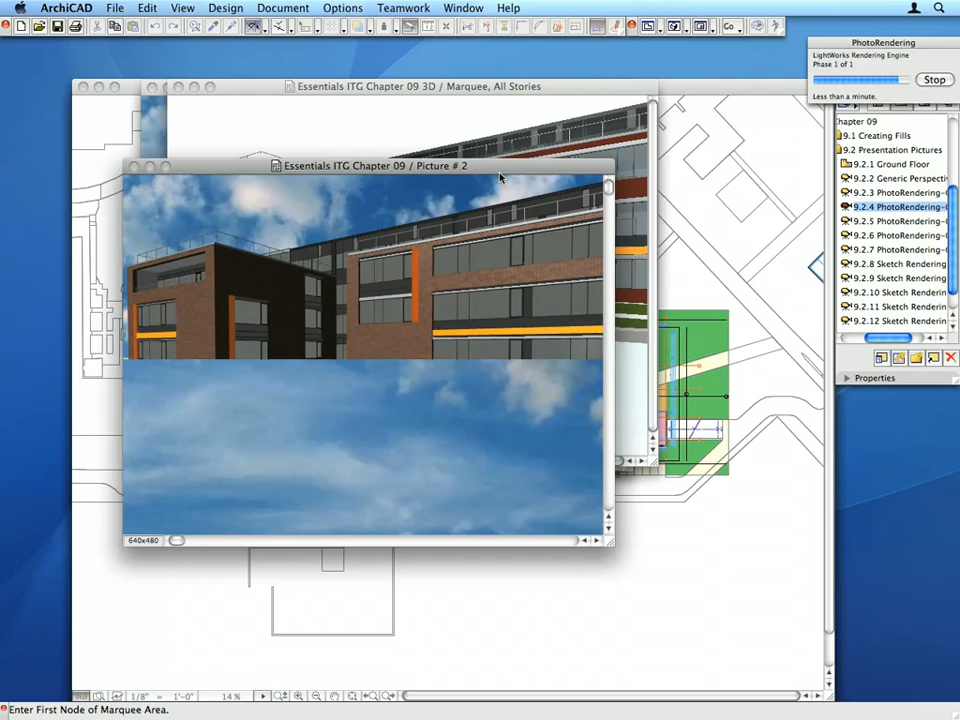 ArchiCAD File Edit View Design Document Options Teamwork Window Help
Go...
PhotoRendering
LightWorks Rendering Engine
Phase 1 of 1
Stop
Less than a minute.
Essentials ITG Chapter 09 3D / Marquee, All Stories
Chapter 09
9.1 Creating Fills
9.2 Presentation Pictures
9.2.1 Ground Floor
9.2.2 Generic Perspecti
9.2.3 PhotoRendering-
9.2.4 PhotoRendering-
9.2.5 PhotoRendering-
9.2.6 PhotoRendering-
9.2.7 PhotoRendering-
9.2.8 Sketch Rendering
9.2.9 Sketch Rendering
9.2.10 Sketch Renderin
9.2.11 Sketch Renderin
9.2.12 Sketch Renderin
Properties
Essentials ITG Chapter 09 / Picture # 2
640x480
1/8" = 1'-0" 14 %
Enter First Node of Marquee Area.